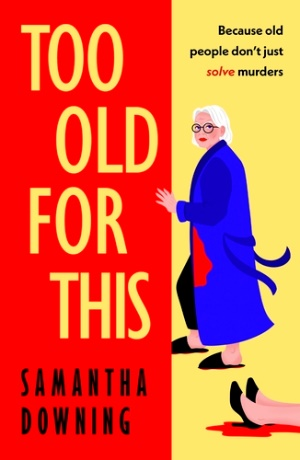 TOO
OLD
FOR
THIS
SAMANTHA
DOWNING
Because old
people don't just
solve murders